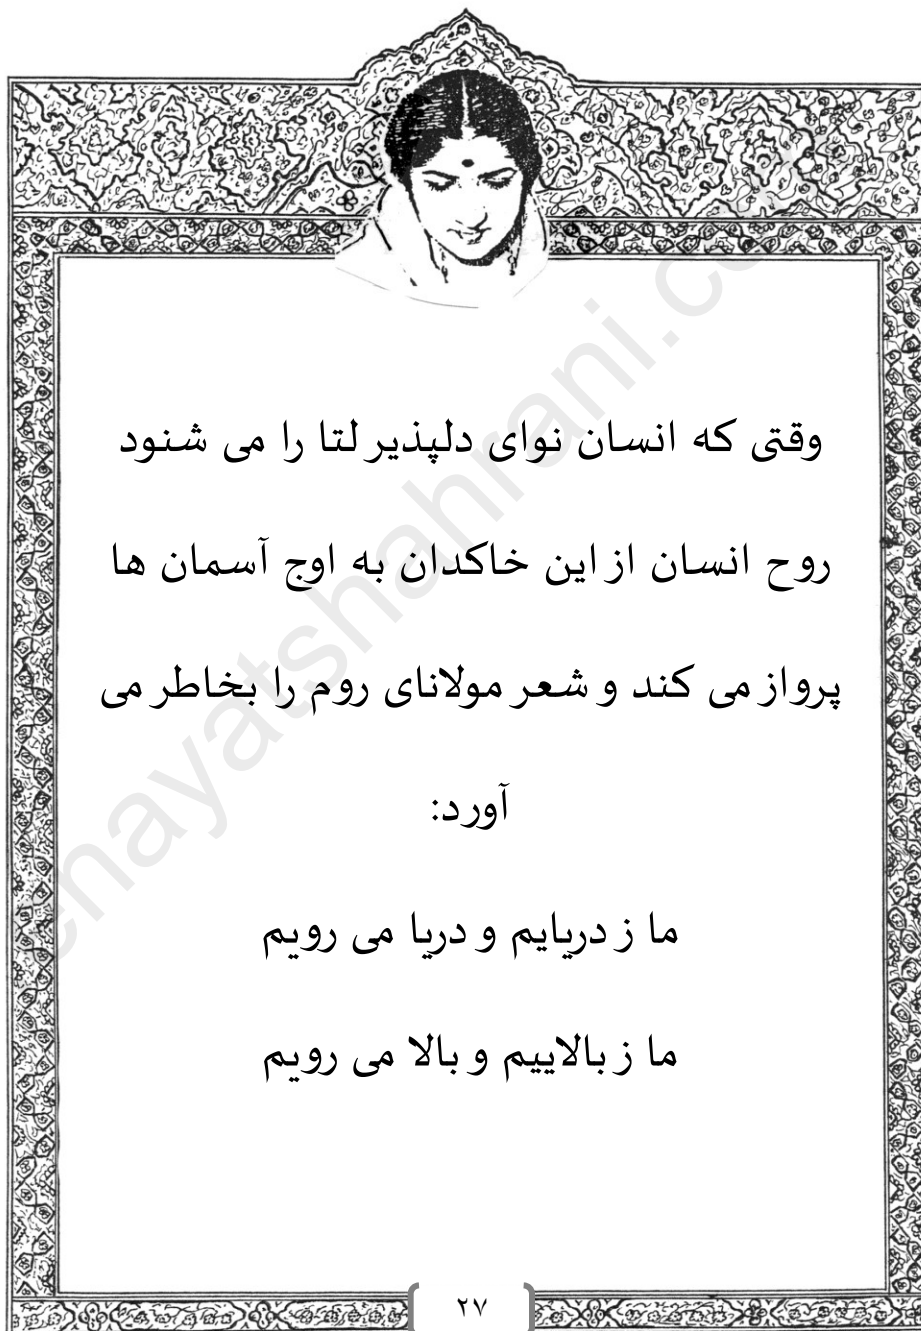 وقتی که انسان نوای دلپذیر لتا را می شنود
روح انسان از این خاکدان به اوج آسمان ها
پرواز می کند و شعر مولانای روم را بخاطر می
آورد:
ما ز دریایم و دریا می رویم
ما ز بالاییم و بالا می رویم
۲۷
enayatshahrani.com